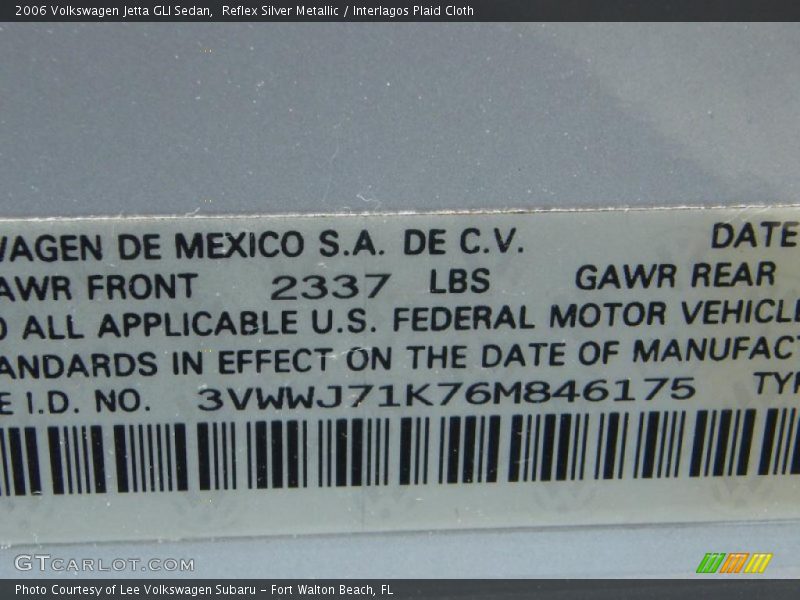 2006 Volkswagen Jetta GLI Sedan,  Reflex Silver Metallic / Interlagos Plaid Cloth
WAGEN DE MEXICO S.A. DE C.V. DATE
AWR FRONT 2337 LBS GAWR REAR
ALL APPLICABLE U.S. FEDERAL MOTOR VEHICLE
ANDARDS IN EFFECT ON THE DATE OF MANUFACT
E I.D. NO. 3VWWJ71K76M846175 TYP
GTCARLOT.COM
Photo Courtesy of Lee Volkswagen Subaru - Fort Walton Beach, FL